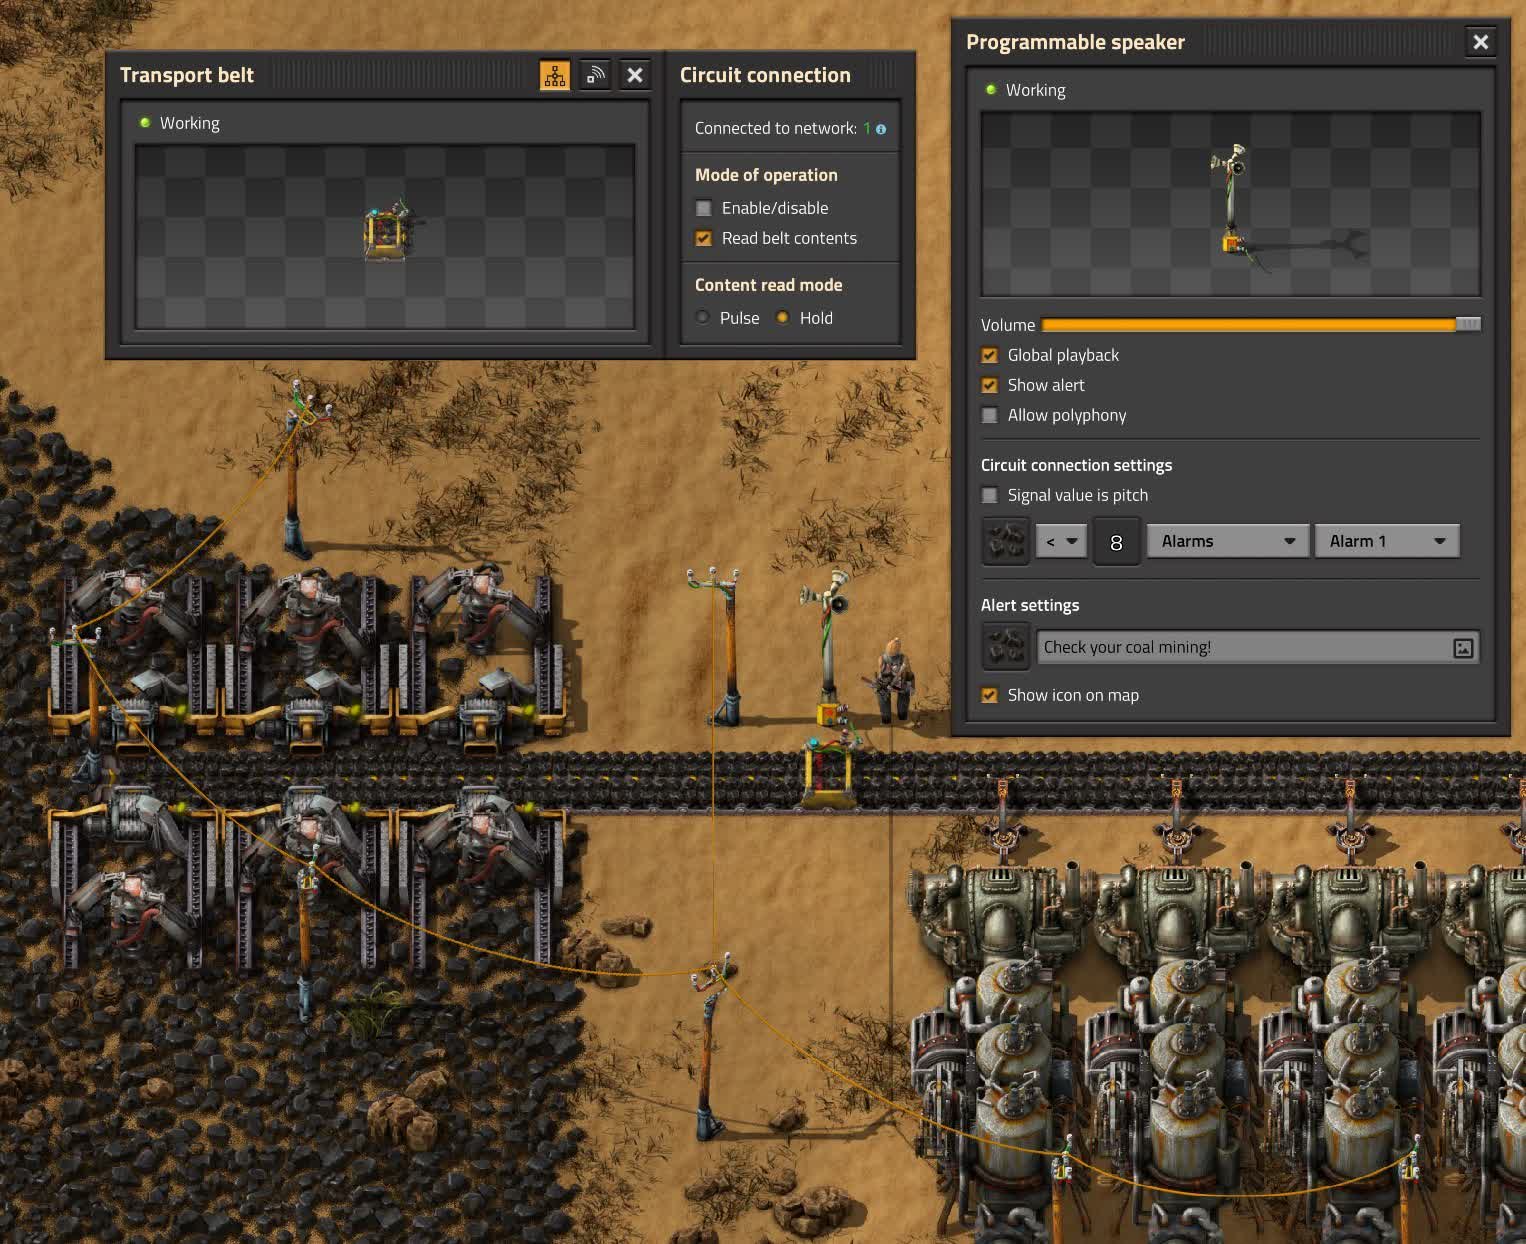 Transport belt
Working
Circuit connection
Connected to network: 1
Mode of operation
Enable/disable
Read belt contents
Content read mode
Pulse Hold
Programmable speaker
Working
Volume
Global playback
Show alert
Allow polyphony
Circuit connection settings
Signal value is pitch
< 8 Alarms Alarm 1
Alert settings
Check your coal mining!
Show icon on map